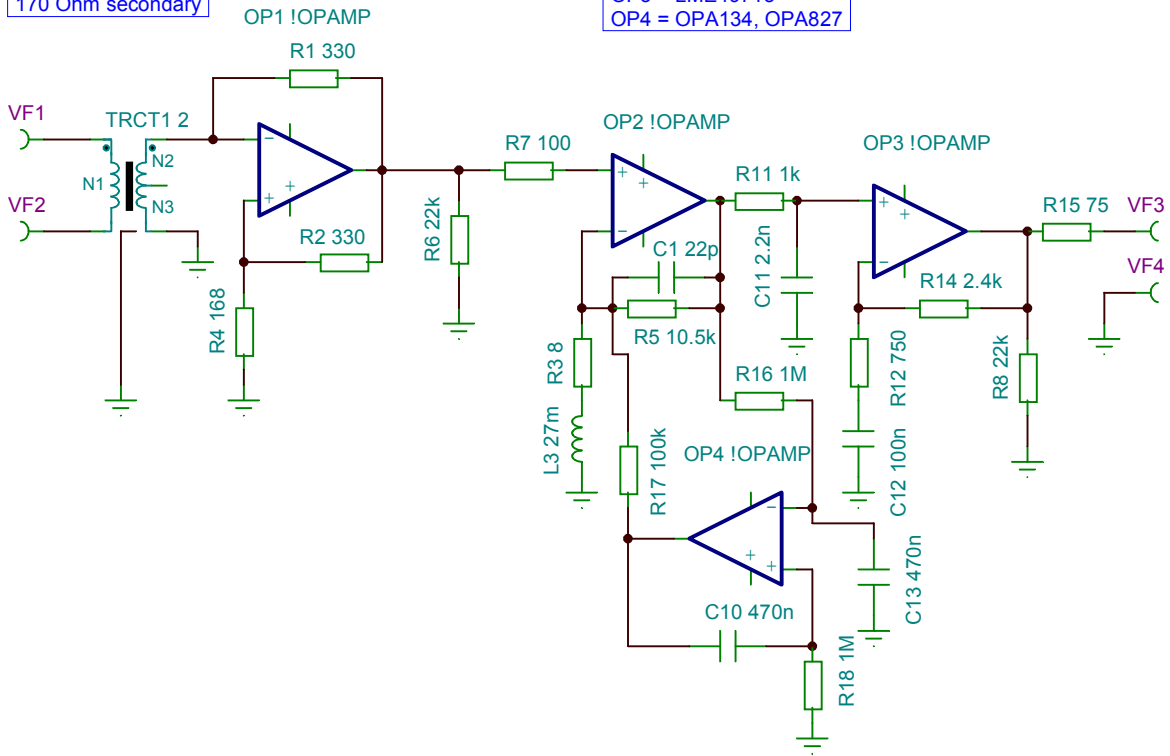 170 Ohm secondary
OP1 !OPAMP
OP4 = OPA134, OPA827
R1 330
VF1
TRCT1 2
N2
N1
N3
VF2
R2 330
R4 168
R6 22k
R7 100
OP2 !OPAMP
R11 1k
OP3 !OPAMP
R15 75
VF3
VF4
C1 22p
C11 2.2n
R14 2.4k
R5 10.5k
R3 8
R12 750
R8 22k
R16 1M
L3 27m
R17 100k
OP4 !OPAMP
C12 100n
C13 470n
C10 470n
R18 1M